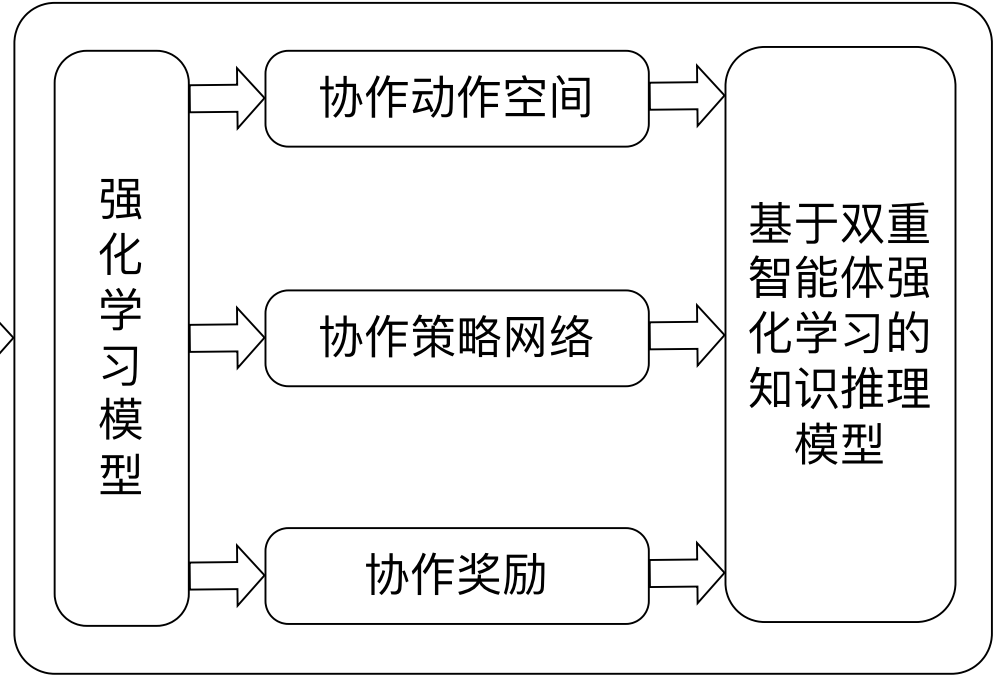 强
化
学
习
模
型
协作动作空间
协作策略网络
协作奖励
基于双重
智能体强
化学习的
知识推理
模型